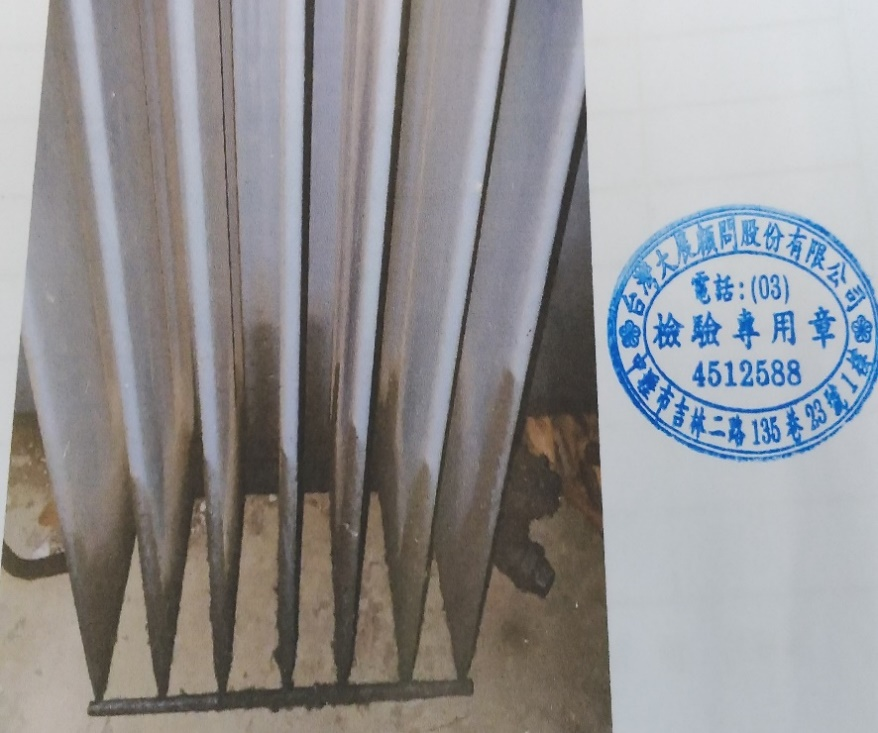 台灣大晨顧問股份有限公司
電話:(03)
檢驗專用章
4512588
中壢市吉林二路135巷23號1樓